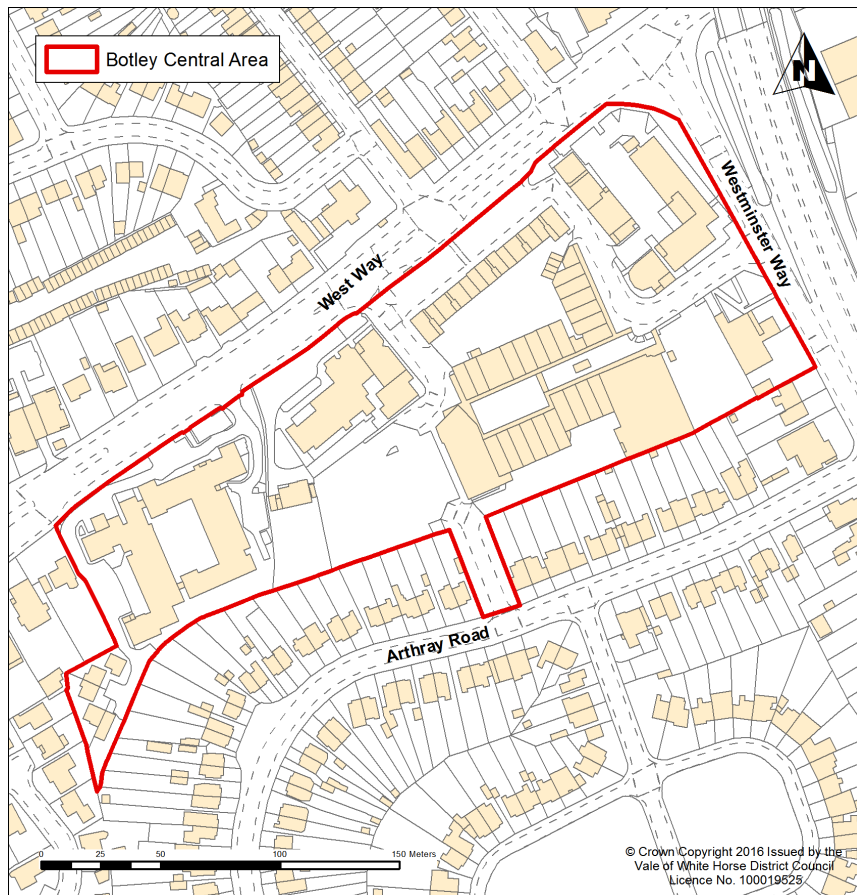 Botley Central Area
N
Westminster Way
West Way
Arthray Road
0 25 50 100 150 Meters
© Crown Copyright 2016 Issued by the
Vale of White Horse District Council
Licence No. 100019525